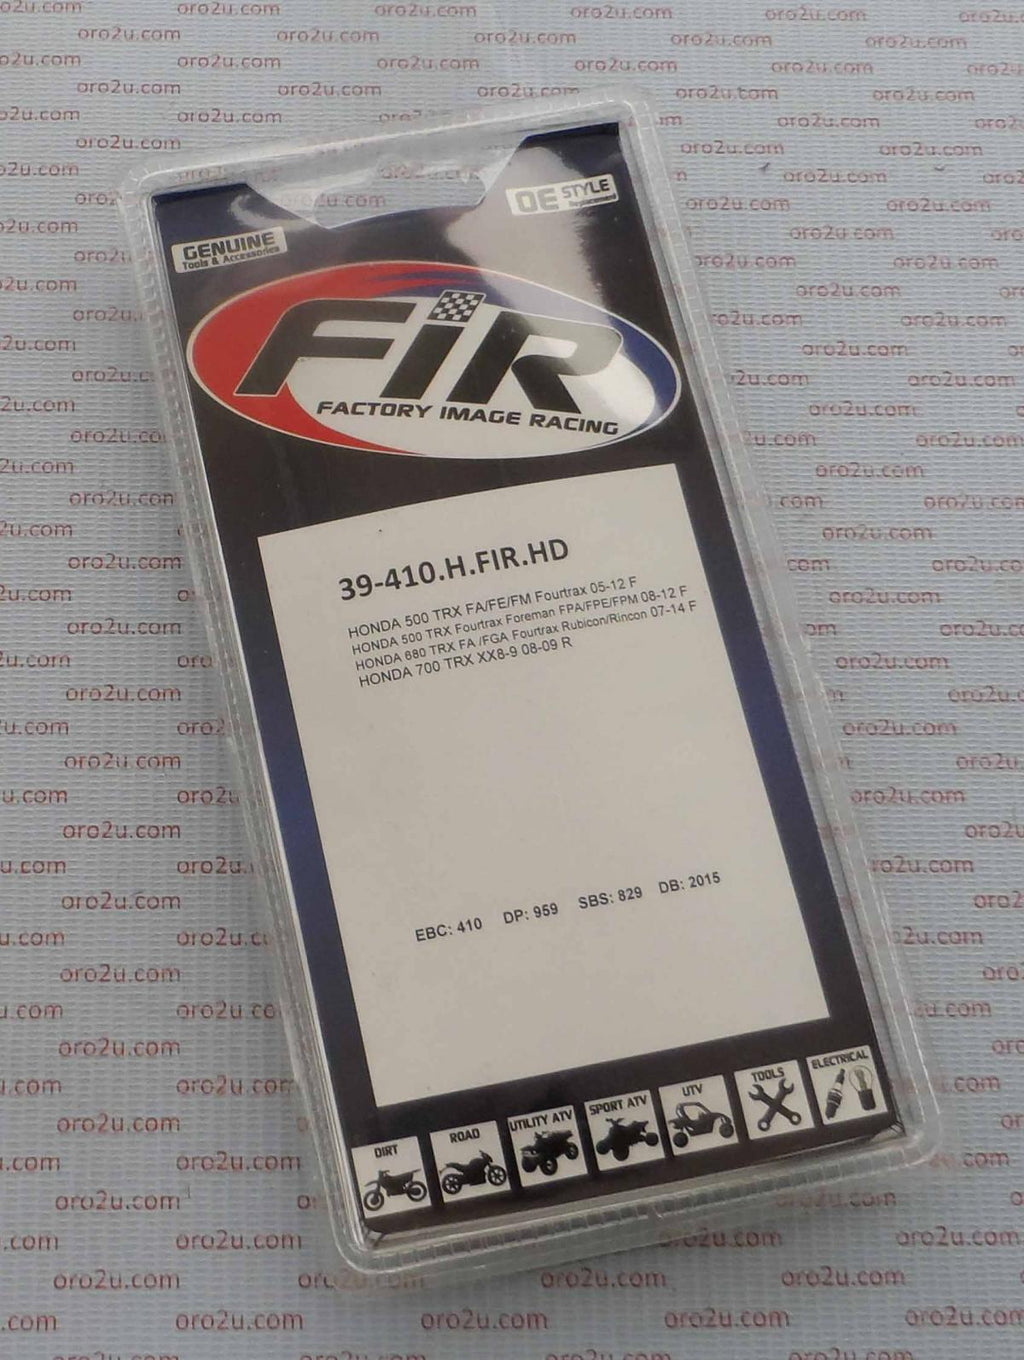 GENUINE
Tools & Accessories
OE STYLE
Replacement
FiR
FACTORY IMAGE RACING
39-410.H.FIR.HD
HONDA 500 TRX FA/FE/FM Fourtrax 05-12 F
HONDA 500 TRX Fourtrax Foreman FPA/FPE/FPM 08-12 F
HONDA 680 TRX FA /FGA Fourtrax Rubicon/Rincon 07-14 F
HONDA 700 TRX XX8-9 08-09 R
EBC: 410 DP: 959 SBS: 829 DB: 2015
DIRT
ROAD
UTILITY ATV
SPORT ATV
UTV
TOOLS
ELECTRICAL
oro2u.com